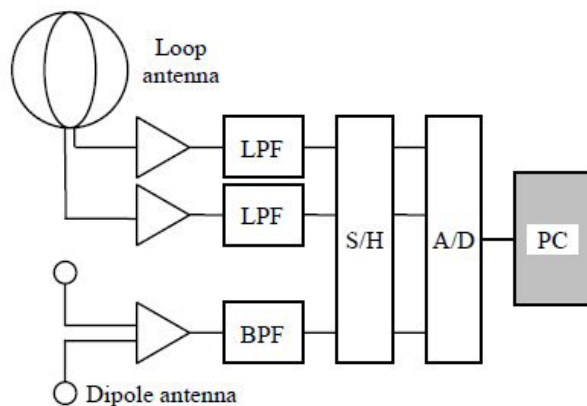 Loop
antenna
LPF
LPF
S/H
A/D
PC
BPF
Dipole antenna